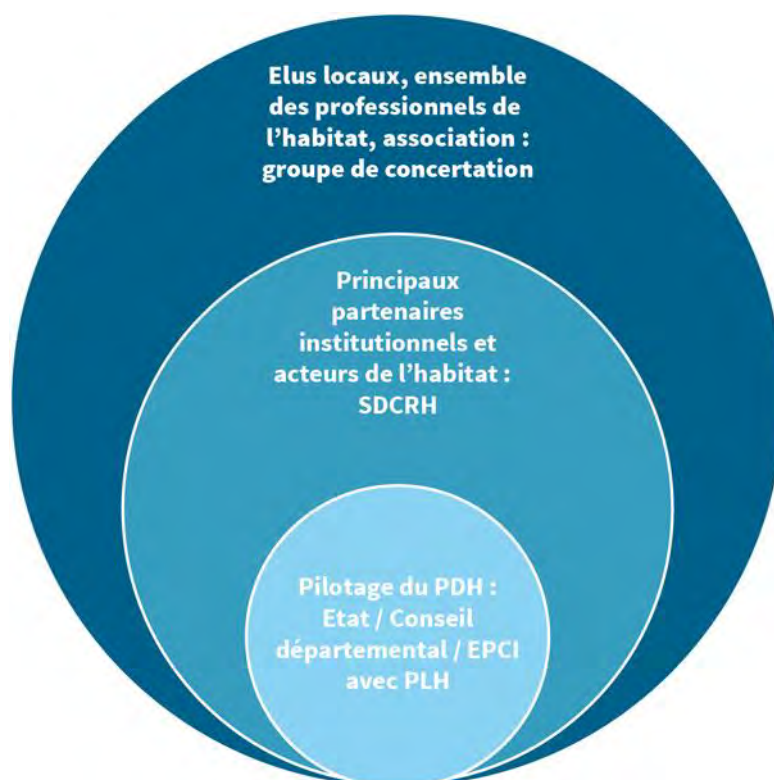 Elus locaux, ensemble
des professionnels de
l’habitat, association :
groupe de concertation
Principaux
partenaires
institutionnels et
acteurs de l’habitat :
SDCRH
Pilotage du PDH :
Etat / Conseil
départemental / EPCI
avec PLH